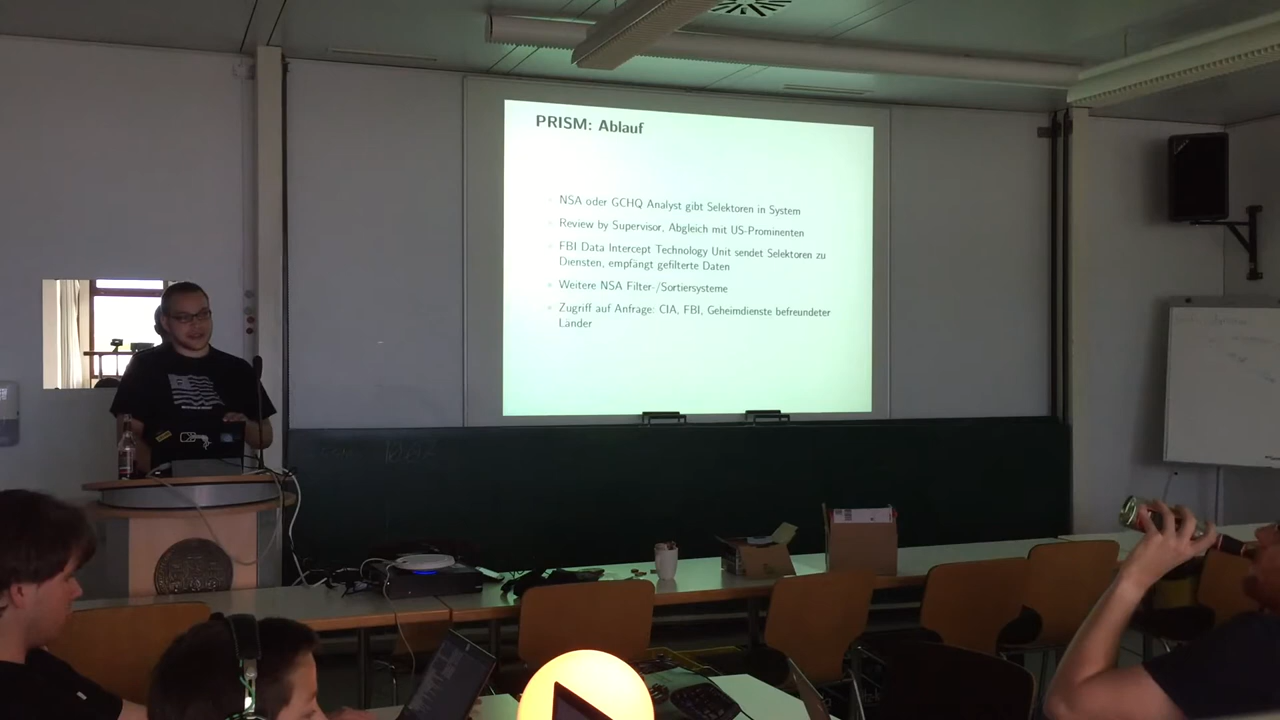 PRISM: Ablauf
NSA oder GCHQ Analyst gibt Selektoren in System
Review by Supervisor, Abgleich mit US-Prominenten
FBI Data Intercept Technology Unit sendet Selektoren zu
Diensten, empfängt gefilterte Daten
Weitere NSA Filter-/Sortiersysteme
Zugriff auf Anfrage: CIA, FBI, Geheimdienste befreundeter
Länder